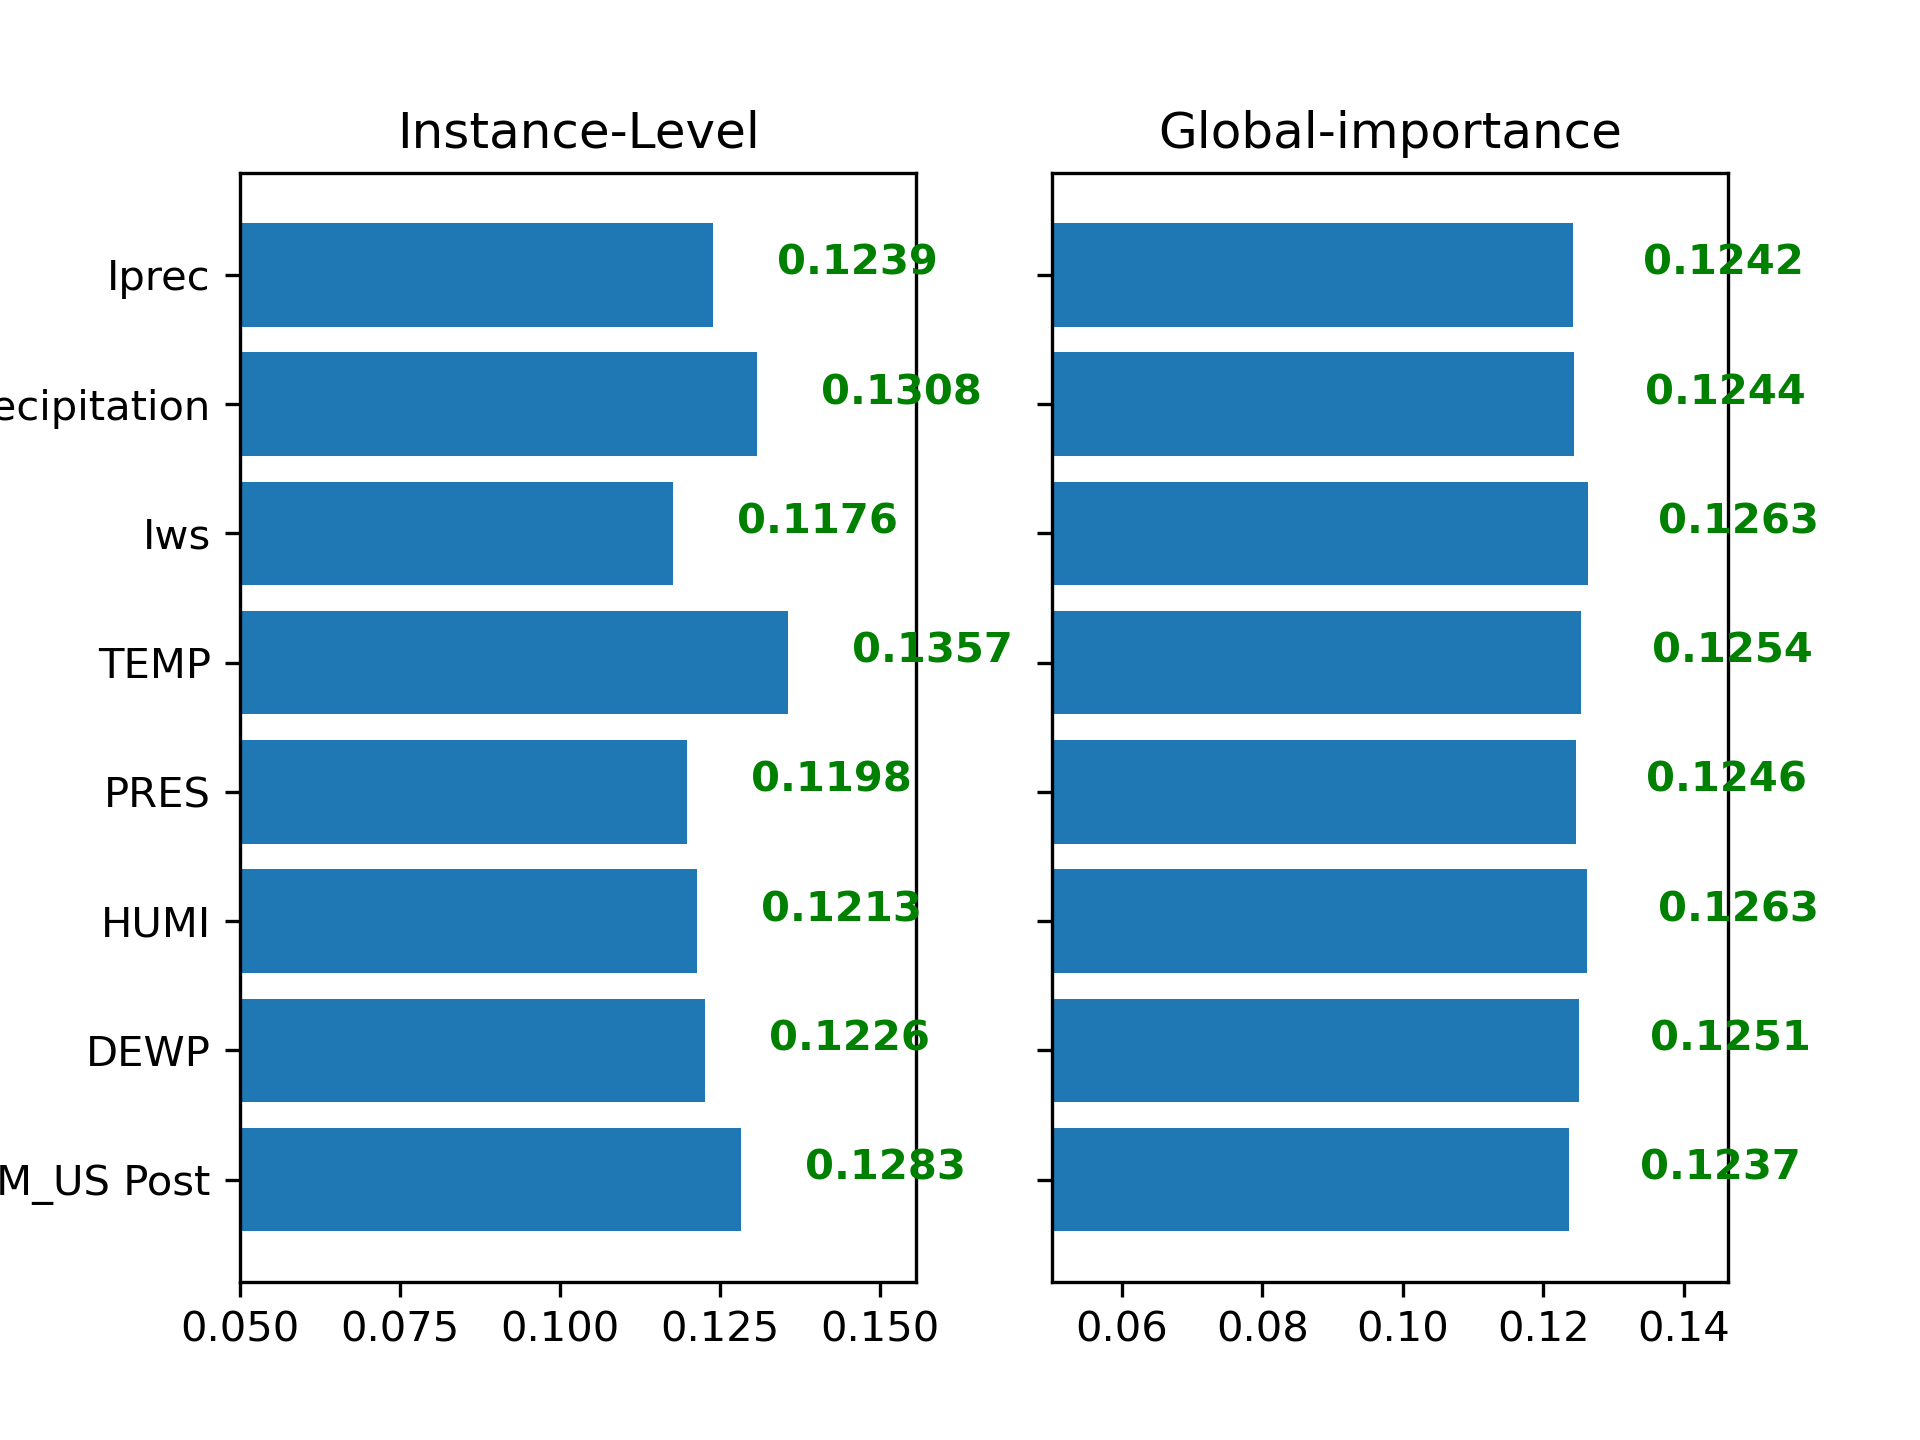 Instance-Level
Global-importance
Iprec 0.1239 0.1242
ecipitation 0.1308 0.1244
Iws 0.1176 0.1263
TEMP 0.1357 0.1254
PRES 0.1198 0.1246
HUMI 0.1213 0.1263
DEWP 0.1226 0.1251
M_US Post 0.1283 0.1237
0.050 0.075 0.100 0.125 0.150
0.06 0.08 0.10 0.12 0.14